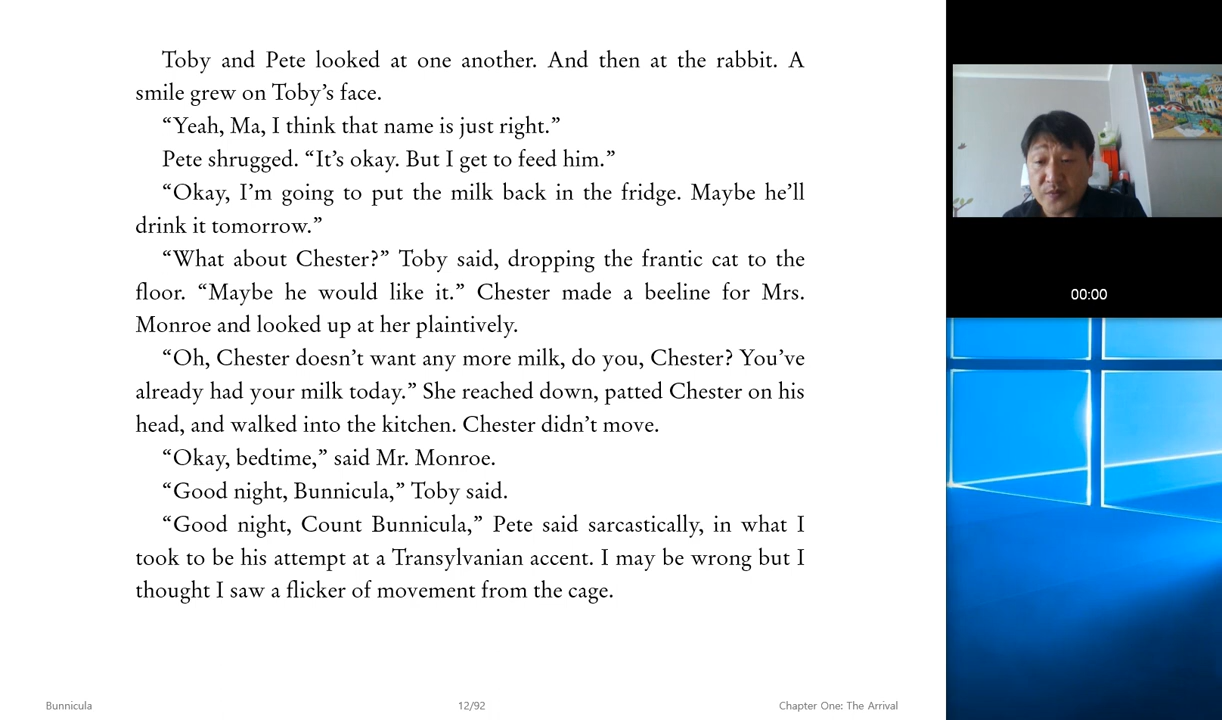 Toby and Pete looked at one another. And then at the rabbit. A
smile grew on Toby’s face.
“Yeah, Ma, I think that name is just right.”
Pete shrugged. “It’s okay. But I get to feed him.”
“Okay, I’m going to put the milk back in the fridge. Maybe he’ll
drink it tomorrow.”
“What about Chester?” Toby said, dropping the frantic cat to the
floor. “Maybe he would like it.” Chester made a beeline for Mrs.
Monroe and looked up at her plaintively.
“Oh, Chester doesn’t want any more milk, do you, Chester? You’ve
already had your milk today.” She reached down, patted Chester on his
head, and walked into the kitchen. Chester didn’t move.
“Okay, bedtime,” said Mr. Monroe.
“Good night, Bunnicula,” Toby said.
“Good night, Count Bunnicula,” Pete said sarcastically, in what I
took to be his attempt at a Transylvanian accent. I may be wrong but I
thought I saw a flicker of movement from the cage.
Bunnicula
12/92
Chapter One: The Arrival
00:00